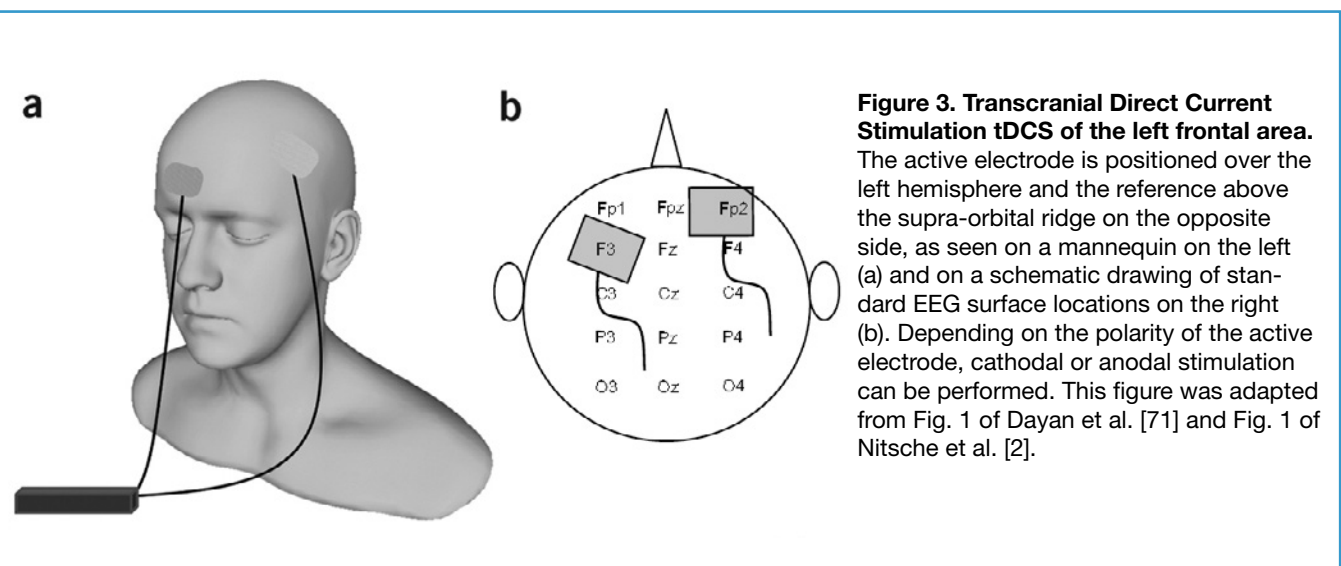 a
b
Fp1 Fpz Fp2
F3 Fz F4
C3 Cz C4
P3 Pz P4
O3 Oz O4
Figure 3. Transcranial Direct Current
Stimulation tDCS of the left frontal area.
The active electrode is positioned over the
left hemisphere and the reference above
the supra-orbital ridge on the opposite
side, as seen on a mannequin on the left
(a) and on a schematic drawing of stan-
dard EEG surface locations on the right
(b). Depending on the polarity of the active
electrode, cathodal or anodal stimulation
can be performed. This figure was adapted
from Fig. 1 of Dayan et al. [71] and Fig. 1 of
Nitsche et al. [2].